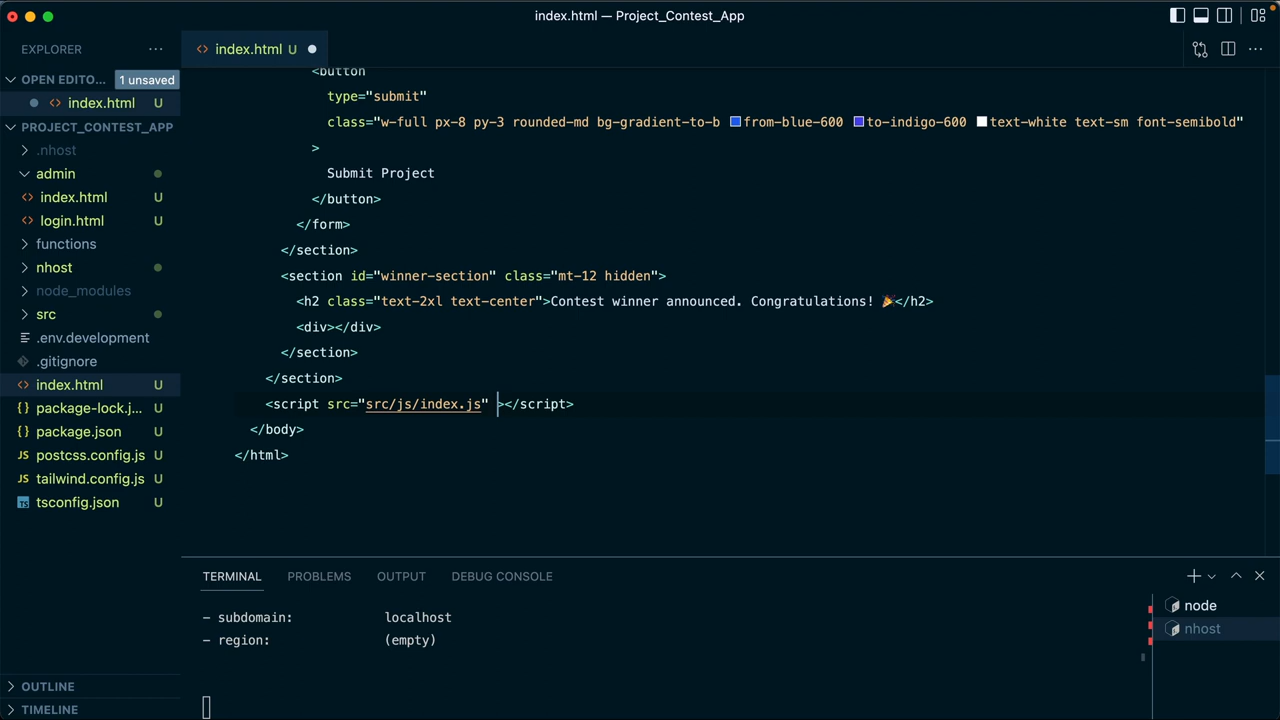 index.html — Project_Contest_App
EXPLORER
index.html U
OPEN EDITO... 1 unsaved
index.html U
PROJECT_CONTEST_APP
.nhost
admin
index.html U
login.html U
functions
nhost
node_modules
src
.env.development
.gitignore
index.html U
package-lock.j... U
package.json U
postcss.config.js U
tailwind.config.js U
tsconfig.json U
OUTLINE
TIMELINE
<button
type="submit"
class="w-full px-8 py-3 rounded-md bg-gradient-to-b from-blue-600 to-indigo-600 text-white text-sm font-semibold"
>
Submit Project
</button>
</form>
</section>
<section id="winner-section" class="mt-12 hidden">
<h2 class="text-2xl text-center">Contest winner announced. Congratulations! 🎉</h2>
<div></div>
</section>
</section>
<script src="src/js/index.js" ></script>
</body>
</html>
TERMINAL PROBLEMS OUTPUT DEBUG CONSOLE
- subdomain: localhost
- region: (empty)
node
nhost